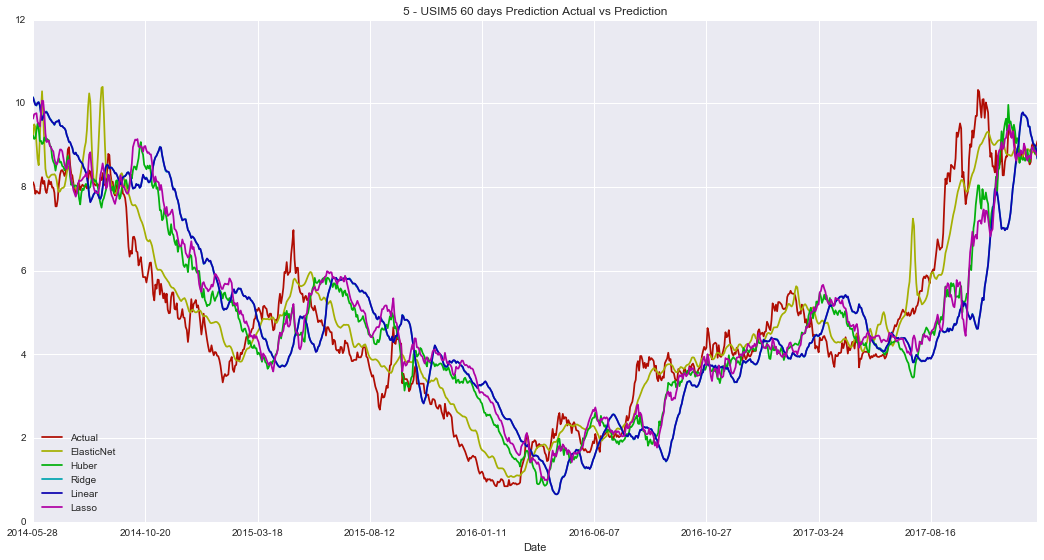 5 - USIM5 60 days Prediction Actual vs Prediction
12
10
8
6
4
2
0
Actual
ElasticNet
Huber
Ridge
Linear
Lasso
2014-05-28 2014-10-20 2015-03-18 2015-08-12 2016-01-11 2016-06-07 2016-10-27 2017-03-24 2017-08-16
Date